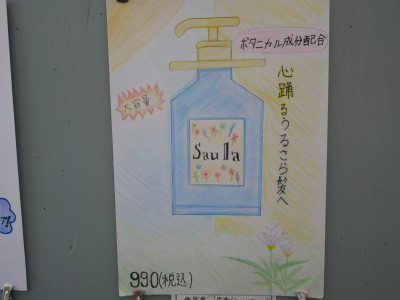 ボタニカル成分配合
心踊るうるさら髪へ
大容量
Saula
990(税込)